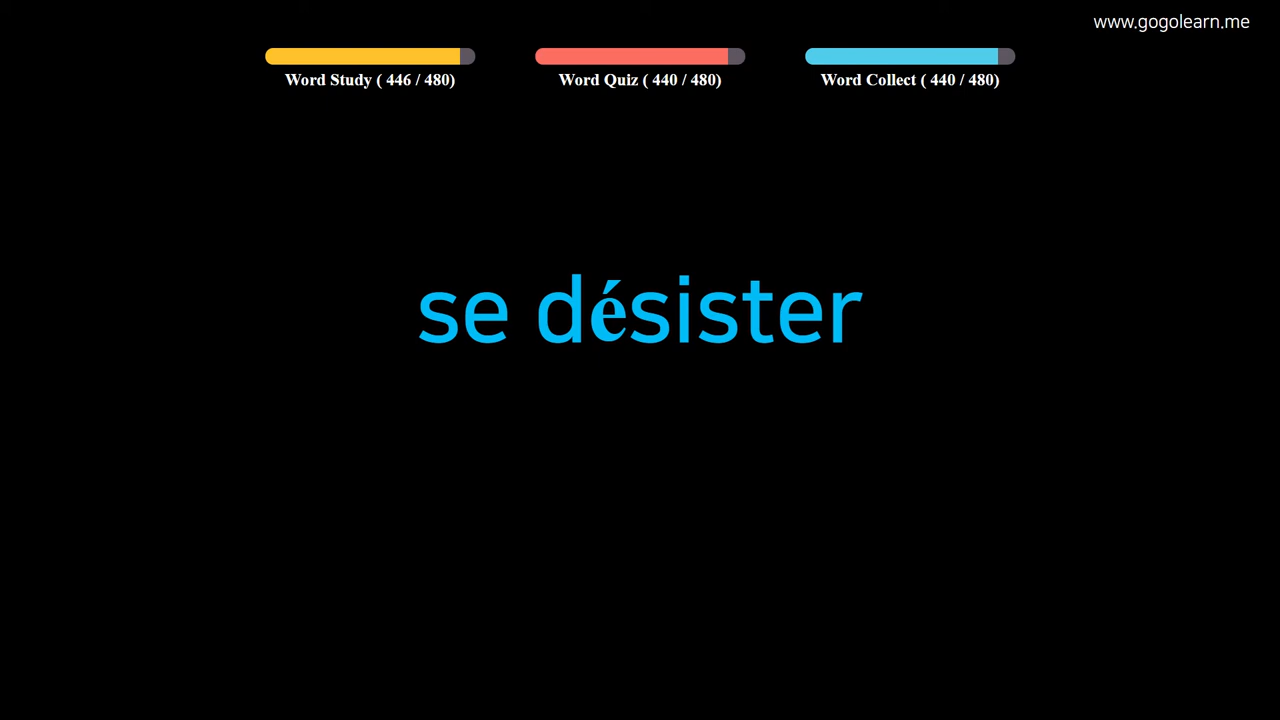 www.gogolearn.me
Word Study ( 446 / 480)
Word Quiz ( 440 / 480)
Word Collect ( 440 / 480)
se désister